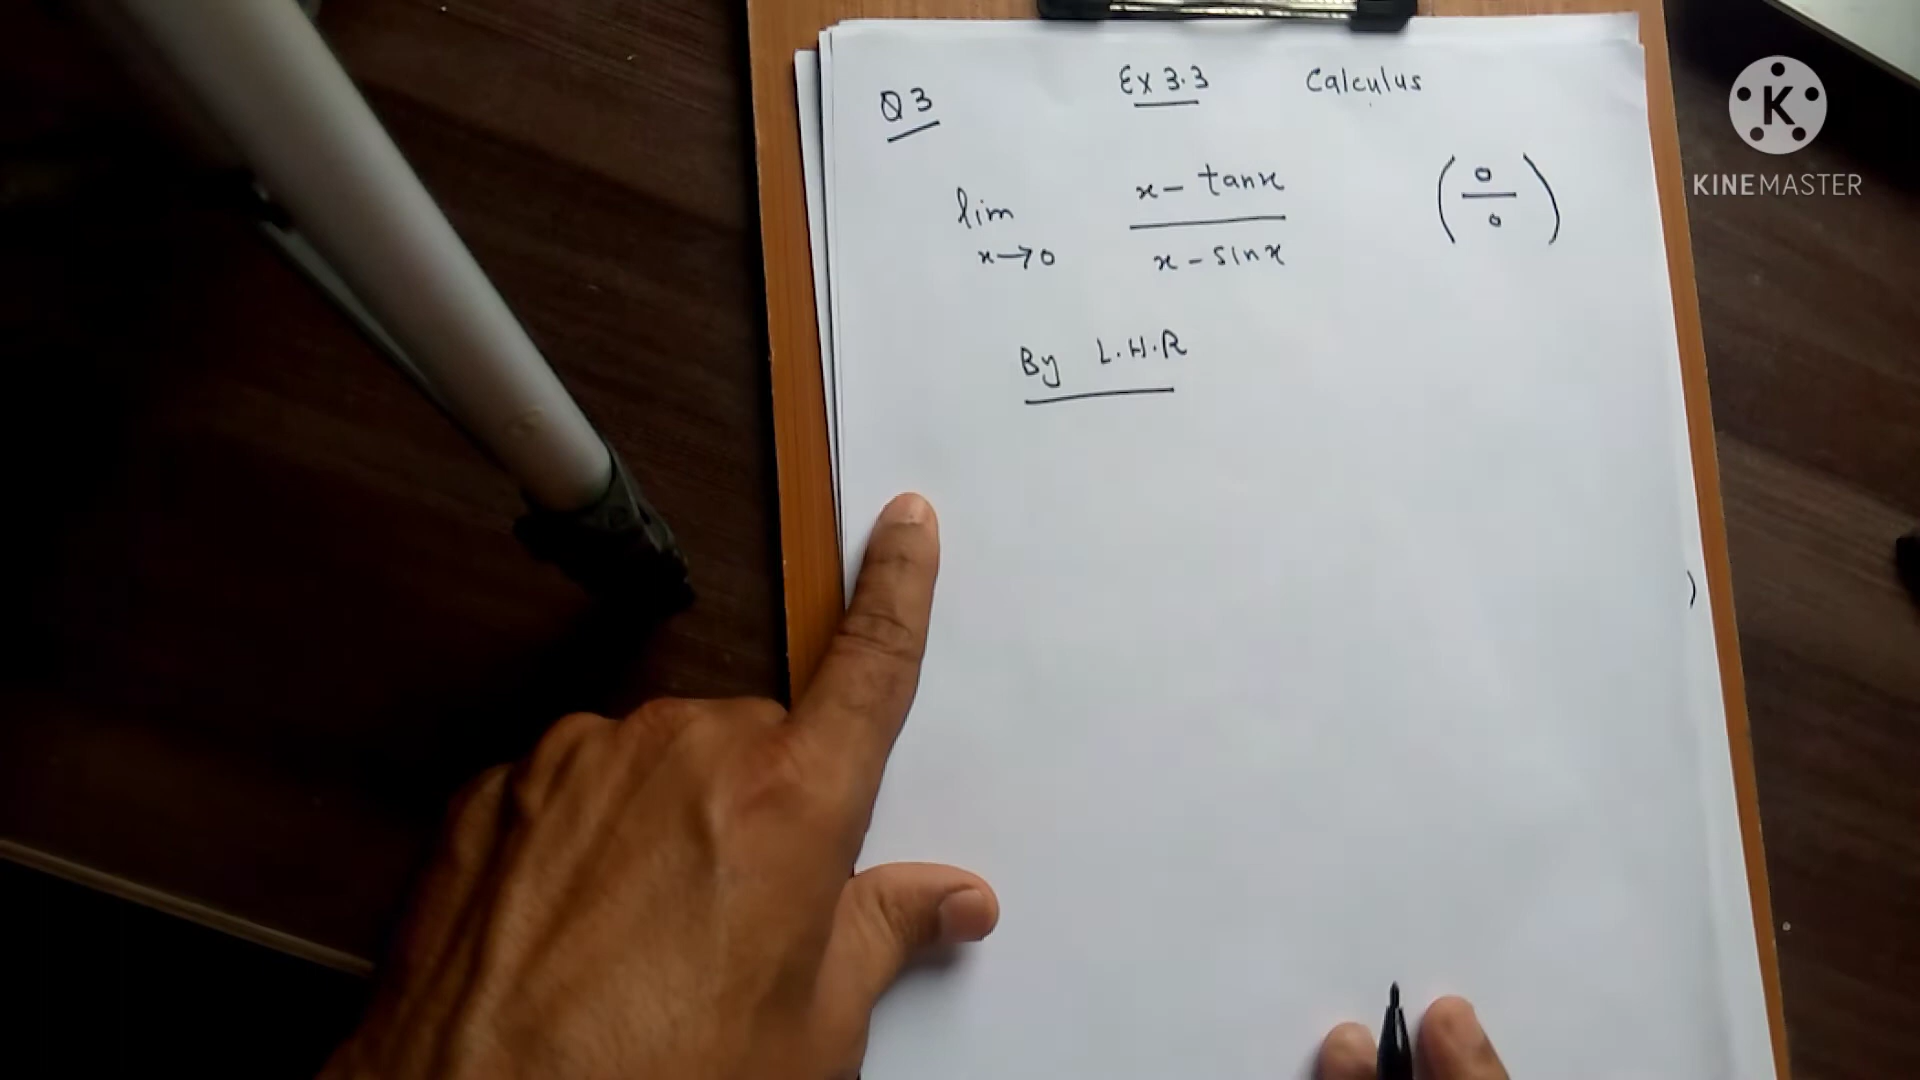 Q3 Ex 3.3 Calculus
lim x→0 (x - tanx)/(x - sinx) (0/0)
By L.H.R
K
KINEMASTER
)